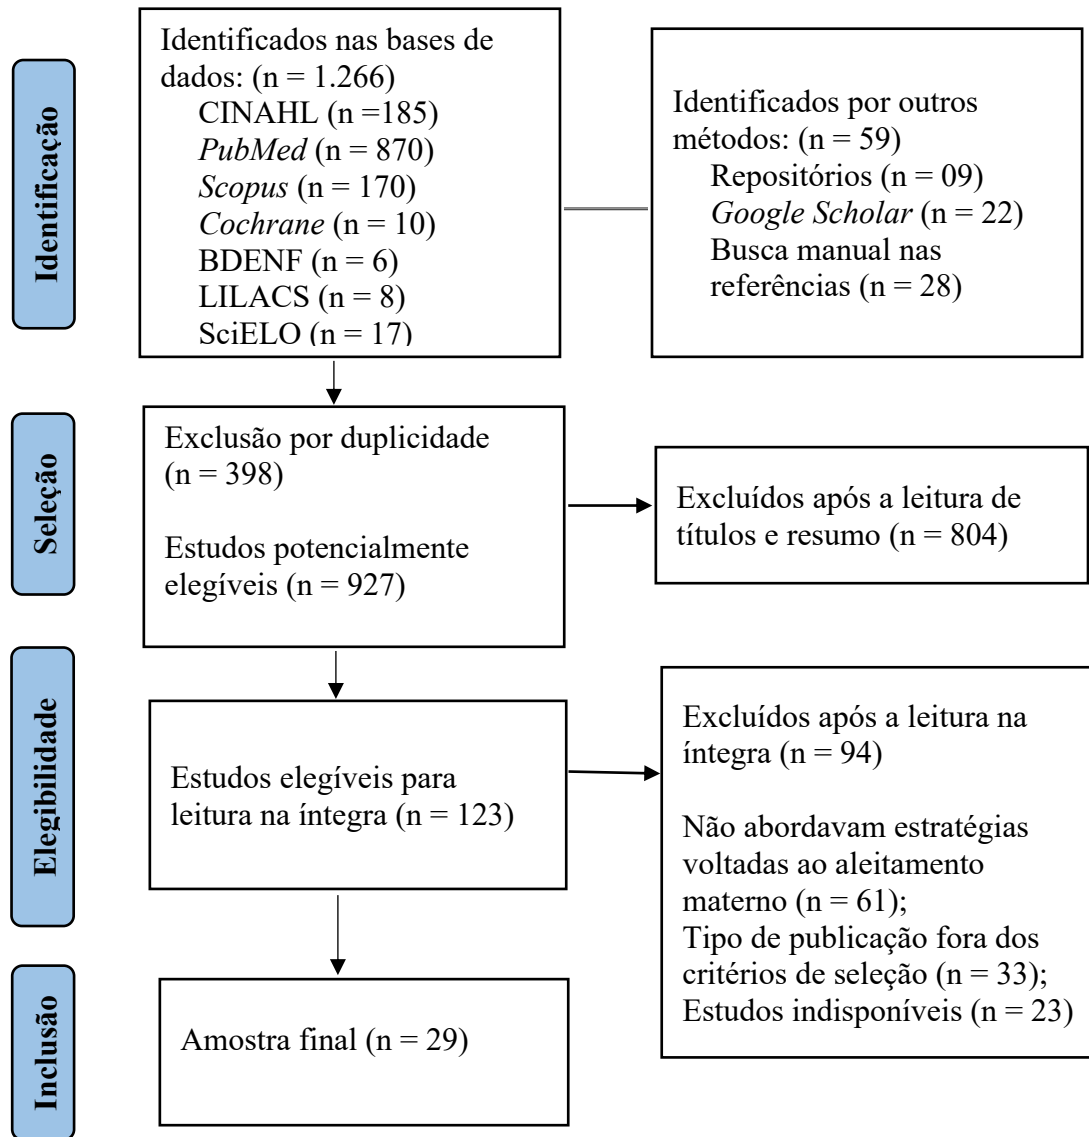 Identificação
Identificados nas bases de
dados: (n = 1.266)
CINAHL (n =185)
PubMed (n = 870)
Scopus (n = 170)
Cochrane (n = 10)
BDENF (n = 6)
LILACS (n = 8)
SciELO (n = 17)
Identificados por outros
métodos: (n = 59)
Repositórios (n = 09)
Google Scholar (n = 22)
Busca manual nas
referências (n = 28)
Seleção
Exclusão por duplicidade
(n = 398)
Estudos potencialmente
elegíveis (n = 927)
Excluídos após a leitura de
títulos e resumo (n = 804)
Elegibilidade
Estudos elegíveis para
leitura na íntegra (n = 123)
Excluídos após a leitura na
íntegra (n = 94)
Não abordavam estratégias
voltadas ao aleitamento
materno (n = 61);
Tipo de publicação fora dos
critérios de seleção (n = 33);
Estudos indisponíveis (n = 23)
Inclusão
Amostra final (n = 29)